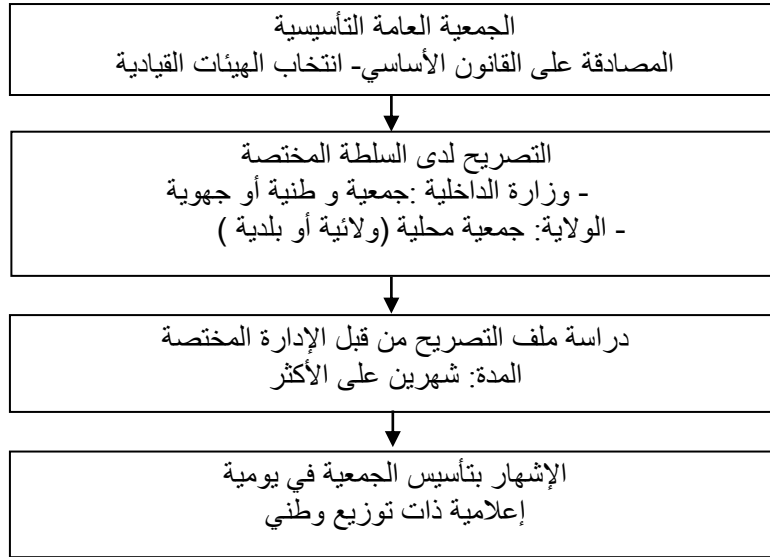 الجمعية العامة التأسيسية
المصادقة على القانون الأساسي- انتخاب الهيئات القيادية
التصريح لدى السلطة المختصة
- وزارة الداخلية :جمعية و طنية أو جهوية
- الولاية: جمعية محلية (ولائية أو بلدية )
دراسة ملف التصريح من قبل الإدارة المختصة
المدة: شهرين على الأكثر
الإشهار بتأسيس الجمعية في يومية
إعلامية ذات توزيع وطني